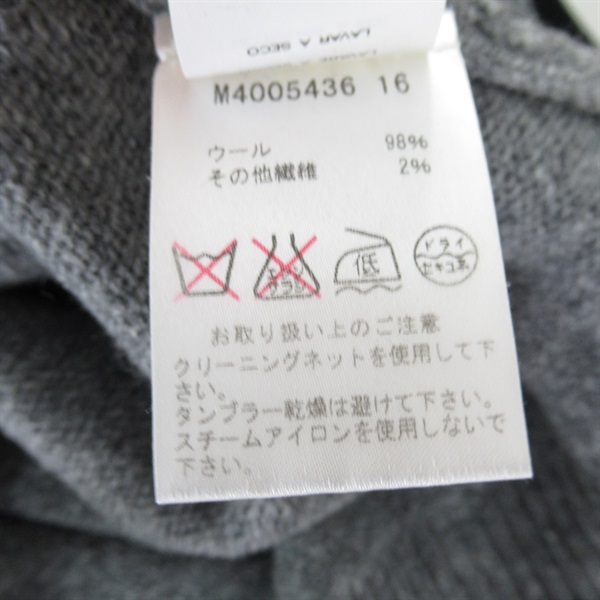 LAVAR A SECO
M4005436 16
ウール 98%
その他繊維 2%
低
ドライ
セキユ系
お取り扱い上のご注意
クリーニングネットを使用して下
さい。
タンブラー乾燥は避けて下さい。
スチームアイロンを使用しないで
下さい。